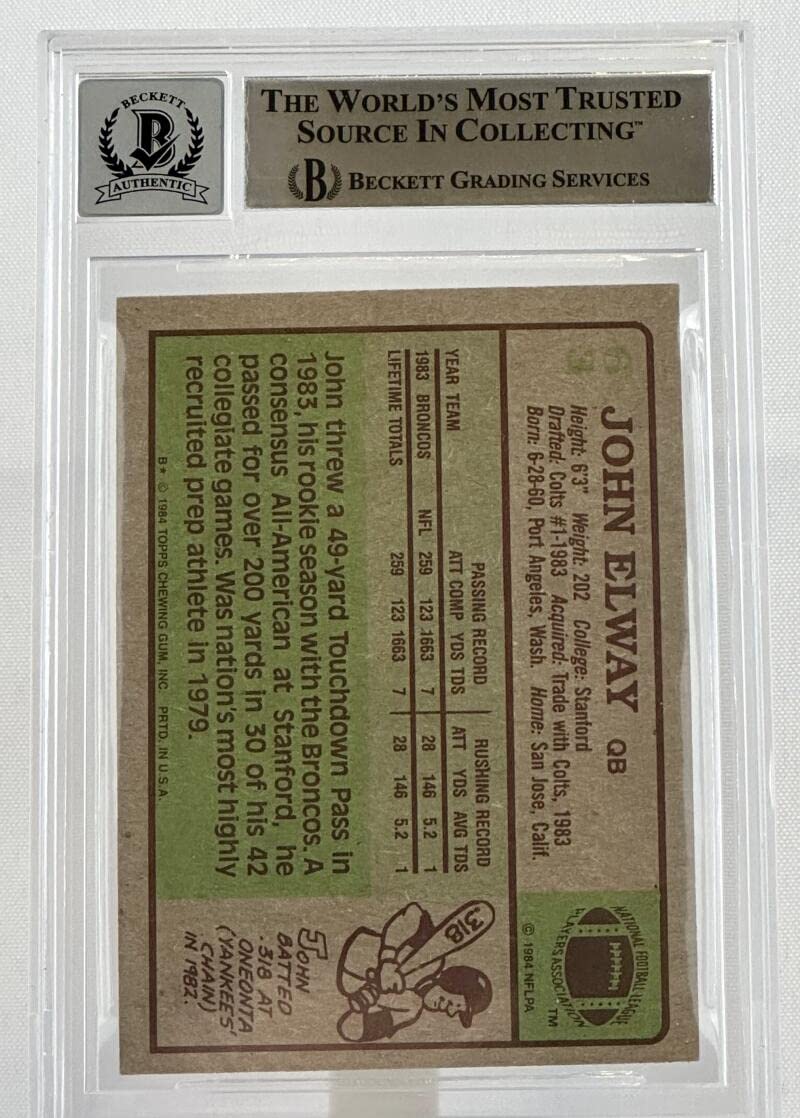 BECKETT
B
AUTHENTIC
THE WORLD'S MOST TRUSTED
SOURCE IN COLLECTING™
B BECKETT GRADING SERVICES
63
JOHN ELWAY QB
Height: 6'3" Weight: 202 College: Stanford
Drafted: Colts #1-1983 Acquired: Trade with Colts, 1983
Born: 6-28-60, Port Angeles, Wash. Home: San Jose, Calif.
NATIONAL FOOTBALL LEAGUE
PLAYERS ASSOCIATION
TM
© 1984 NFLPA
PASSING RECORD RUSHING RECORD
YEAR TEAM ATT COMP YDS TDS ATT YDS AVG TDS
1983 BRONCOS NFL 259 123 1663 7 28 146 5.2 1
LIFETIME TOTALS 259 123 1663 7 28 146 5.2 1
John threw a 49-yard Touchdown Pass in
1983, his rookie season with the Broncos. A
consensus All-American at Stanford, he
passed for over 200 yards in 30 of his 42
collegiate games. Was nation's most highly
recruited prep athlete in 1979.
318
JOHN
BATTED
.318 AT
ONEONTA
(YANKEES'
CHAIN)
IN 1982.
B* © 1984 TOPPS CHEWING GUM, INC. PRTD. IN U.S.A.